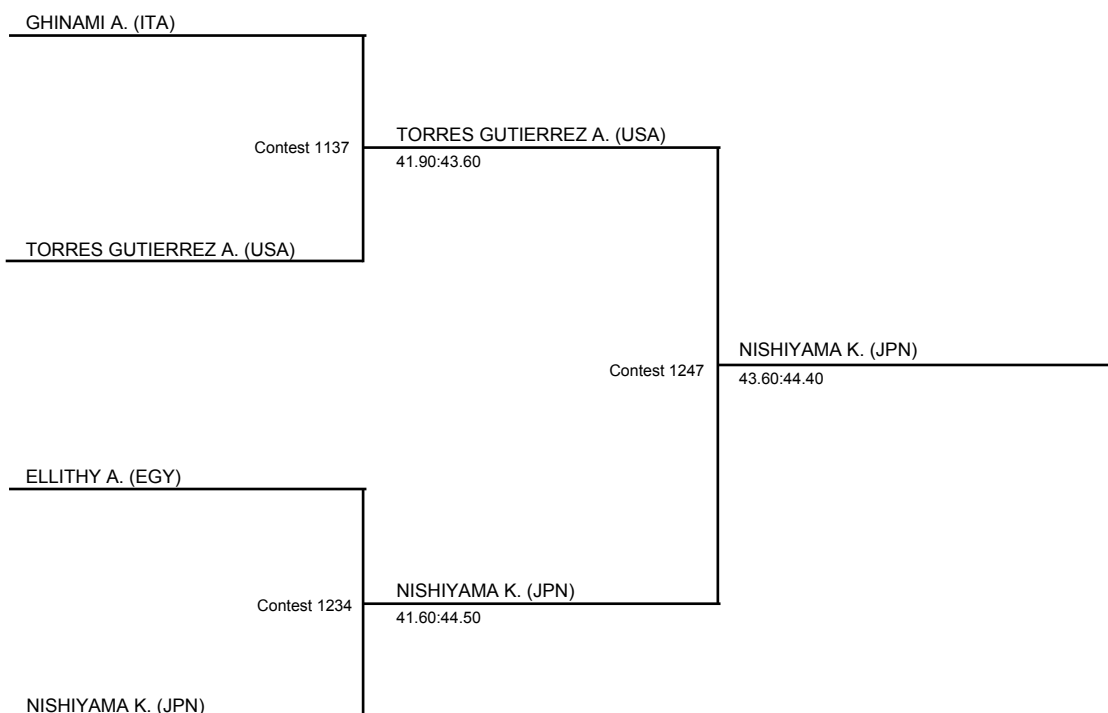 GHINAMI A. (ITA)
TORRES GUTIERREZ A. (USA)
Contest 1137
41.90:43.60
TORRES GUTIERREZ A. (USA)
NISHIYAMA K. (JPN)
Contest 1247
43.60:44.40
ELLITHY A. (EGY)
NISHIYAMA K. (JPN)
Contest 1234
41.60:44.50
NISHIYAMA K. (JPN)